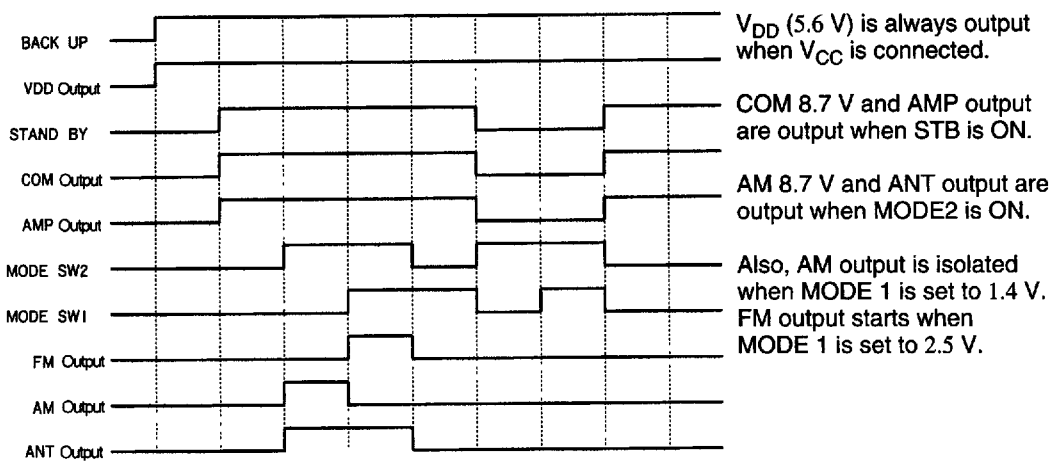 BACK UP
VDD Output
STAND BY
COM Output
AMP Output
MODE SW2
MODE SW1
FM Output
AM Output
ANT Output
VDD (5.6 V) is always output
when VCC is connected.
COM 8.7 V and AMP output
are output when STB is ON.
AM 8.7 V and ANT output are
output when MODE2 is ON.
Also, AM output is isolated
when MODE 1 is set to 1.4 V.
FM output starts when
MODE 1 is set to 2.5 V.